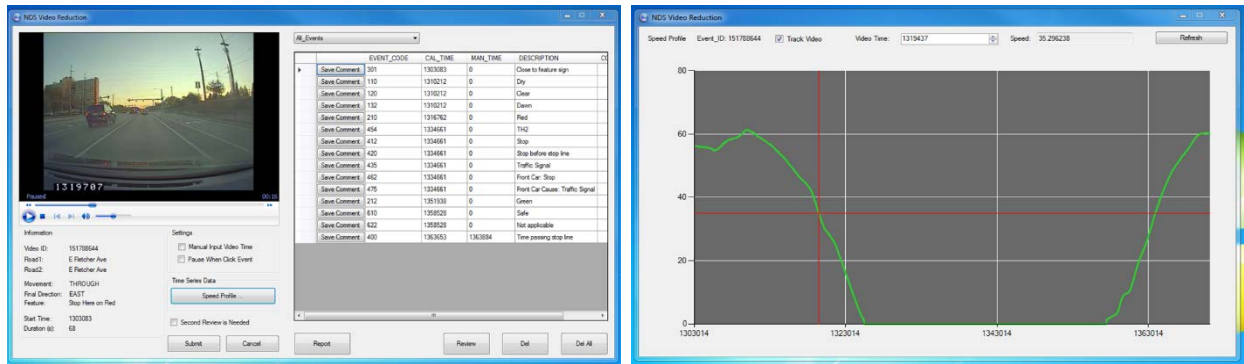 NDS Video Reduction
1319707
Paused 00:16
Information
Video ID: 151788644
Road1: E Fletcher Ave
Road2: E Fletcher Ave
Movement: THROUGH
Final Direction: EAST
Feature: Stop Here on Red
Start Time: 1303083
Duration (s): 68
Settings
Manual Input Video Time
Pause When Click Event
Time Series Data
Speed Profile ...
Second Review is Needed
Submit Cancel
All_Events
EVENT_CODE CAL_TIME MAN_TIME DESCRIPTION CO
Save Comment 301 1303083 0 Close to feature sign
Save Comment 110 1310212 0 Dry
Save Comment 120 1310212 0 Clear
Save Comment 132 1310212 0 Dawn
Save Comment 210 1316762 0 Red
Save Comment 454 1334661 0 TH2
Save Comment 412 1334661 0 Stop
Save Comment 420 1334661 0 Stop before stop line
Save Comment 435 1334661 0 Traffic Signal
Save Comment 462 1334661 0 Front Car: Stop
Save Comment 475 1334661 0 Front Car Cause: Traffic Signal
Save Comment 212 1351938 0 Green
Save Comment 610 1358528 0 Safe
Save Comment 622 1358528 0 Not applicable
Save Comment 400 1363653 1363884 Time passing stop line
Report Review Del Del All
NDS Video Reduction
Speed Profile Event_ID: 151788644 Track Video Video Time: 1319437 Speed: 35.296238 Refresh
80
60
40
20
0
1303014 1323014 1343014 1363014